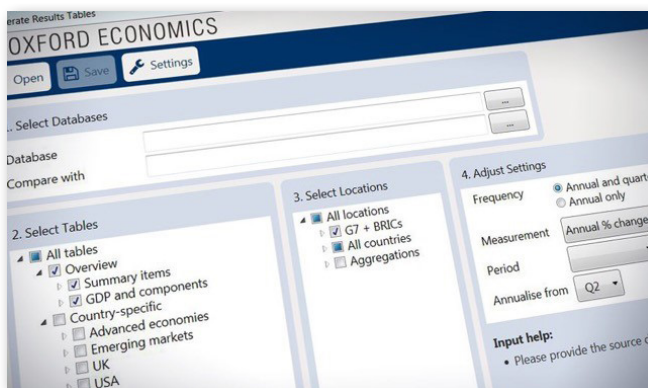 erate Results Tables
OXFORD ECONOMICS
Open
Save
Settings
. Select Databases
Database
...
Compare with
...
2. Select Tables
All tables
Overview
Summary items
GDP and components
Country-specific
Advanced economies
Emerging markets
UK
USA
3. Select Locations
All locations
G7 + BRICs
All countries
Aggregations
4. Adjust Settings
Frequency
Annual and quarte
Annual only
Measurement
Annual % change
Period
Annualise from
Q2
Input help:
• Please provide the source d